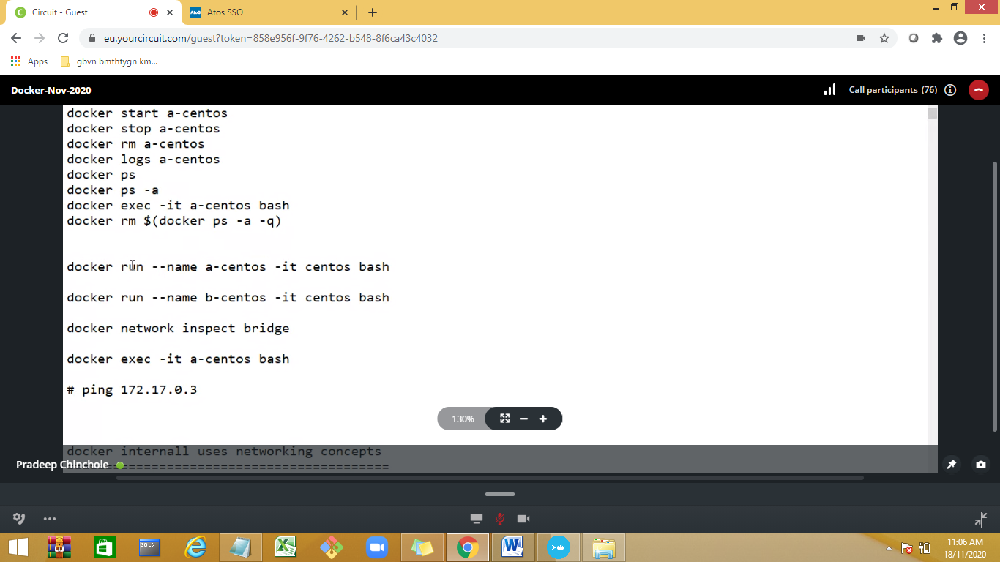 Circuit - Guest
Atos
Atos SSO
eu.yourcircuit.com/guest?token=858e956f-9f76-4262-b548-8f6ca43c4032
Apps
gbvn bmthtygn km...
Docker-Nov-2020
Call participants (76)
docker start a-centos
docker stop a-centos
docker rm a-centos
docker logs a-centos
docker ps
docker ps -a
docker exec -it a-centos bash
docker rm $(docker ps -a -q)
docker run --name a-centos -it centos bash
docker run --name b-centos -it centos bash
docker network inspect bridge
docker exec -it a-centos bash
# ping 172.17.0.3
130%
docker internall uses networking concepts
Pradeep Chinchole
SQL>
11:06 AM
18/11/2020